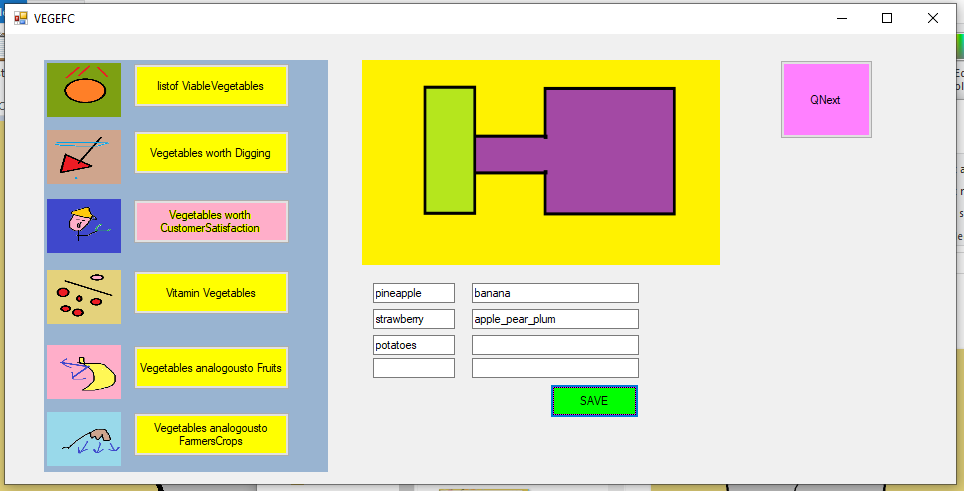 VEGEFC
listof ViableVegetables
Vegetables worth Digging
Vegetables worth
CustomerSatisfaction
Vitamin Vegetables
Vegetables analogousto Fruits
Vegetables analogousto
FarmersCrops
QNext
pineapple banana
strawberry apple_pear_plum
potatoes
SAVE